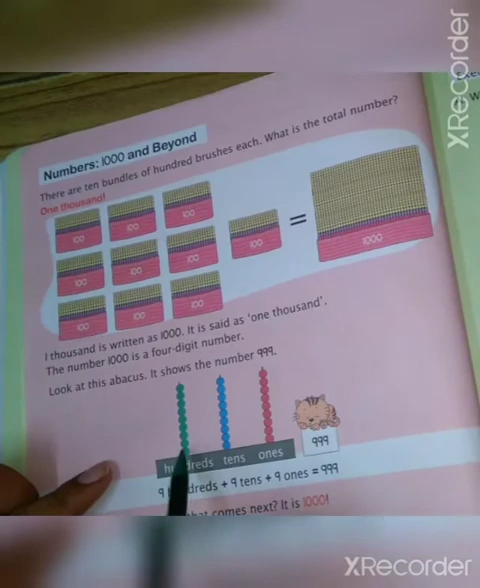 XRecorder
Numbers: 1000 and Beyond
There are ten bundles of hundred brushes each. What is the total number?
One thousand!
100 100 100
100 100 100 100 = 1000
100 100 100
1 thousand is written as 1000. It is said as 'one thousand'.
The number 1000 is a four-digit number.
Look at this abacus. It shows the number 999.
hundreds tens ones
999
9 hundreds + 9 tens + 9 ones = 999
comes next? It is 1000!
XRecorder